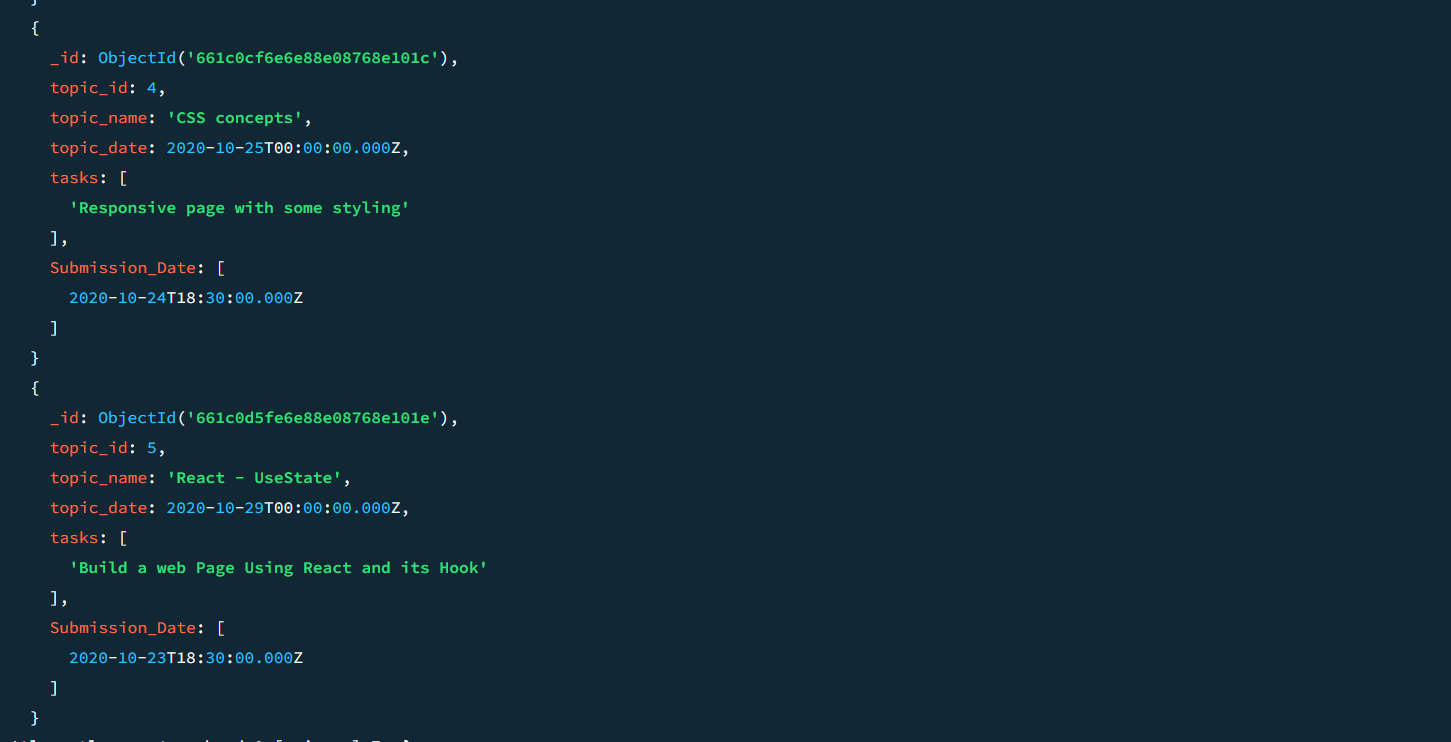 }
{
_id: ObjectId('661c0cf6e6e88e08768e101c'),
topic_id: 4,
topic_name: 'CSS concepts',
topic_date: 2020-10-25T00:00:00.000Z,
tasks: [
'Responsive page with some styling'
],
Submission_Date: [
2020-10-24T18:30:00.000Z
]
}
{
_id: ObjectId('661c0d5fe6e88e08768e101e'),
topic_id: 5,
topic_name: 'React - UseState',
topic_date: 2020-10-29T00:00:00.000Z,
tasks: [
'Build a web Page Using React and its Hook'
],
Submission_Date: [
2020-10-23T18:30:00.000Z
]
}